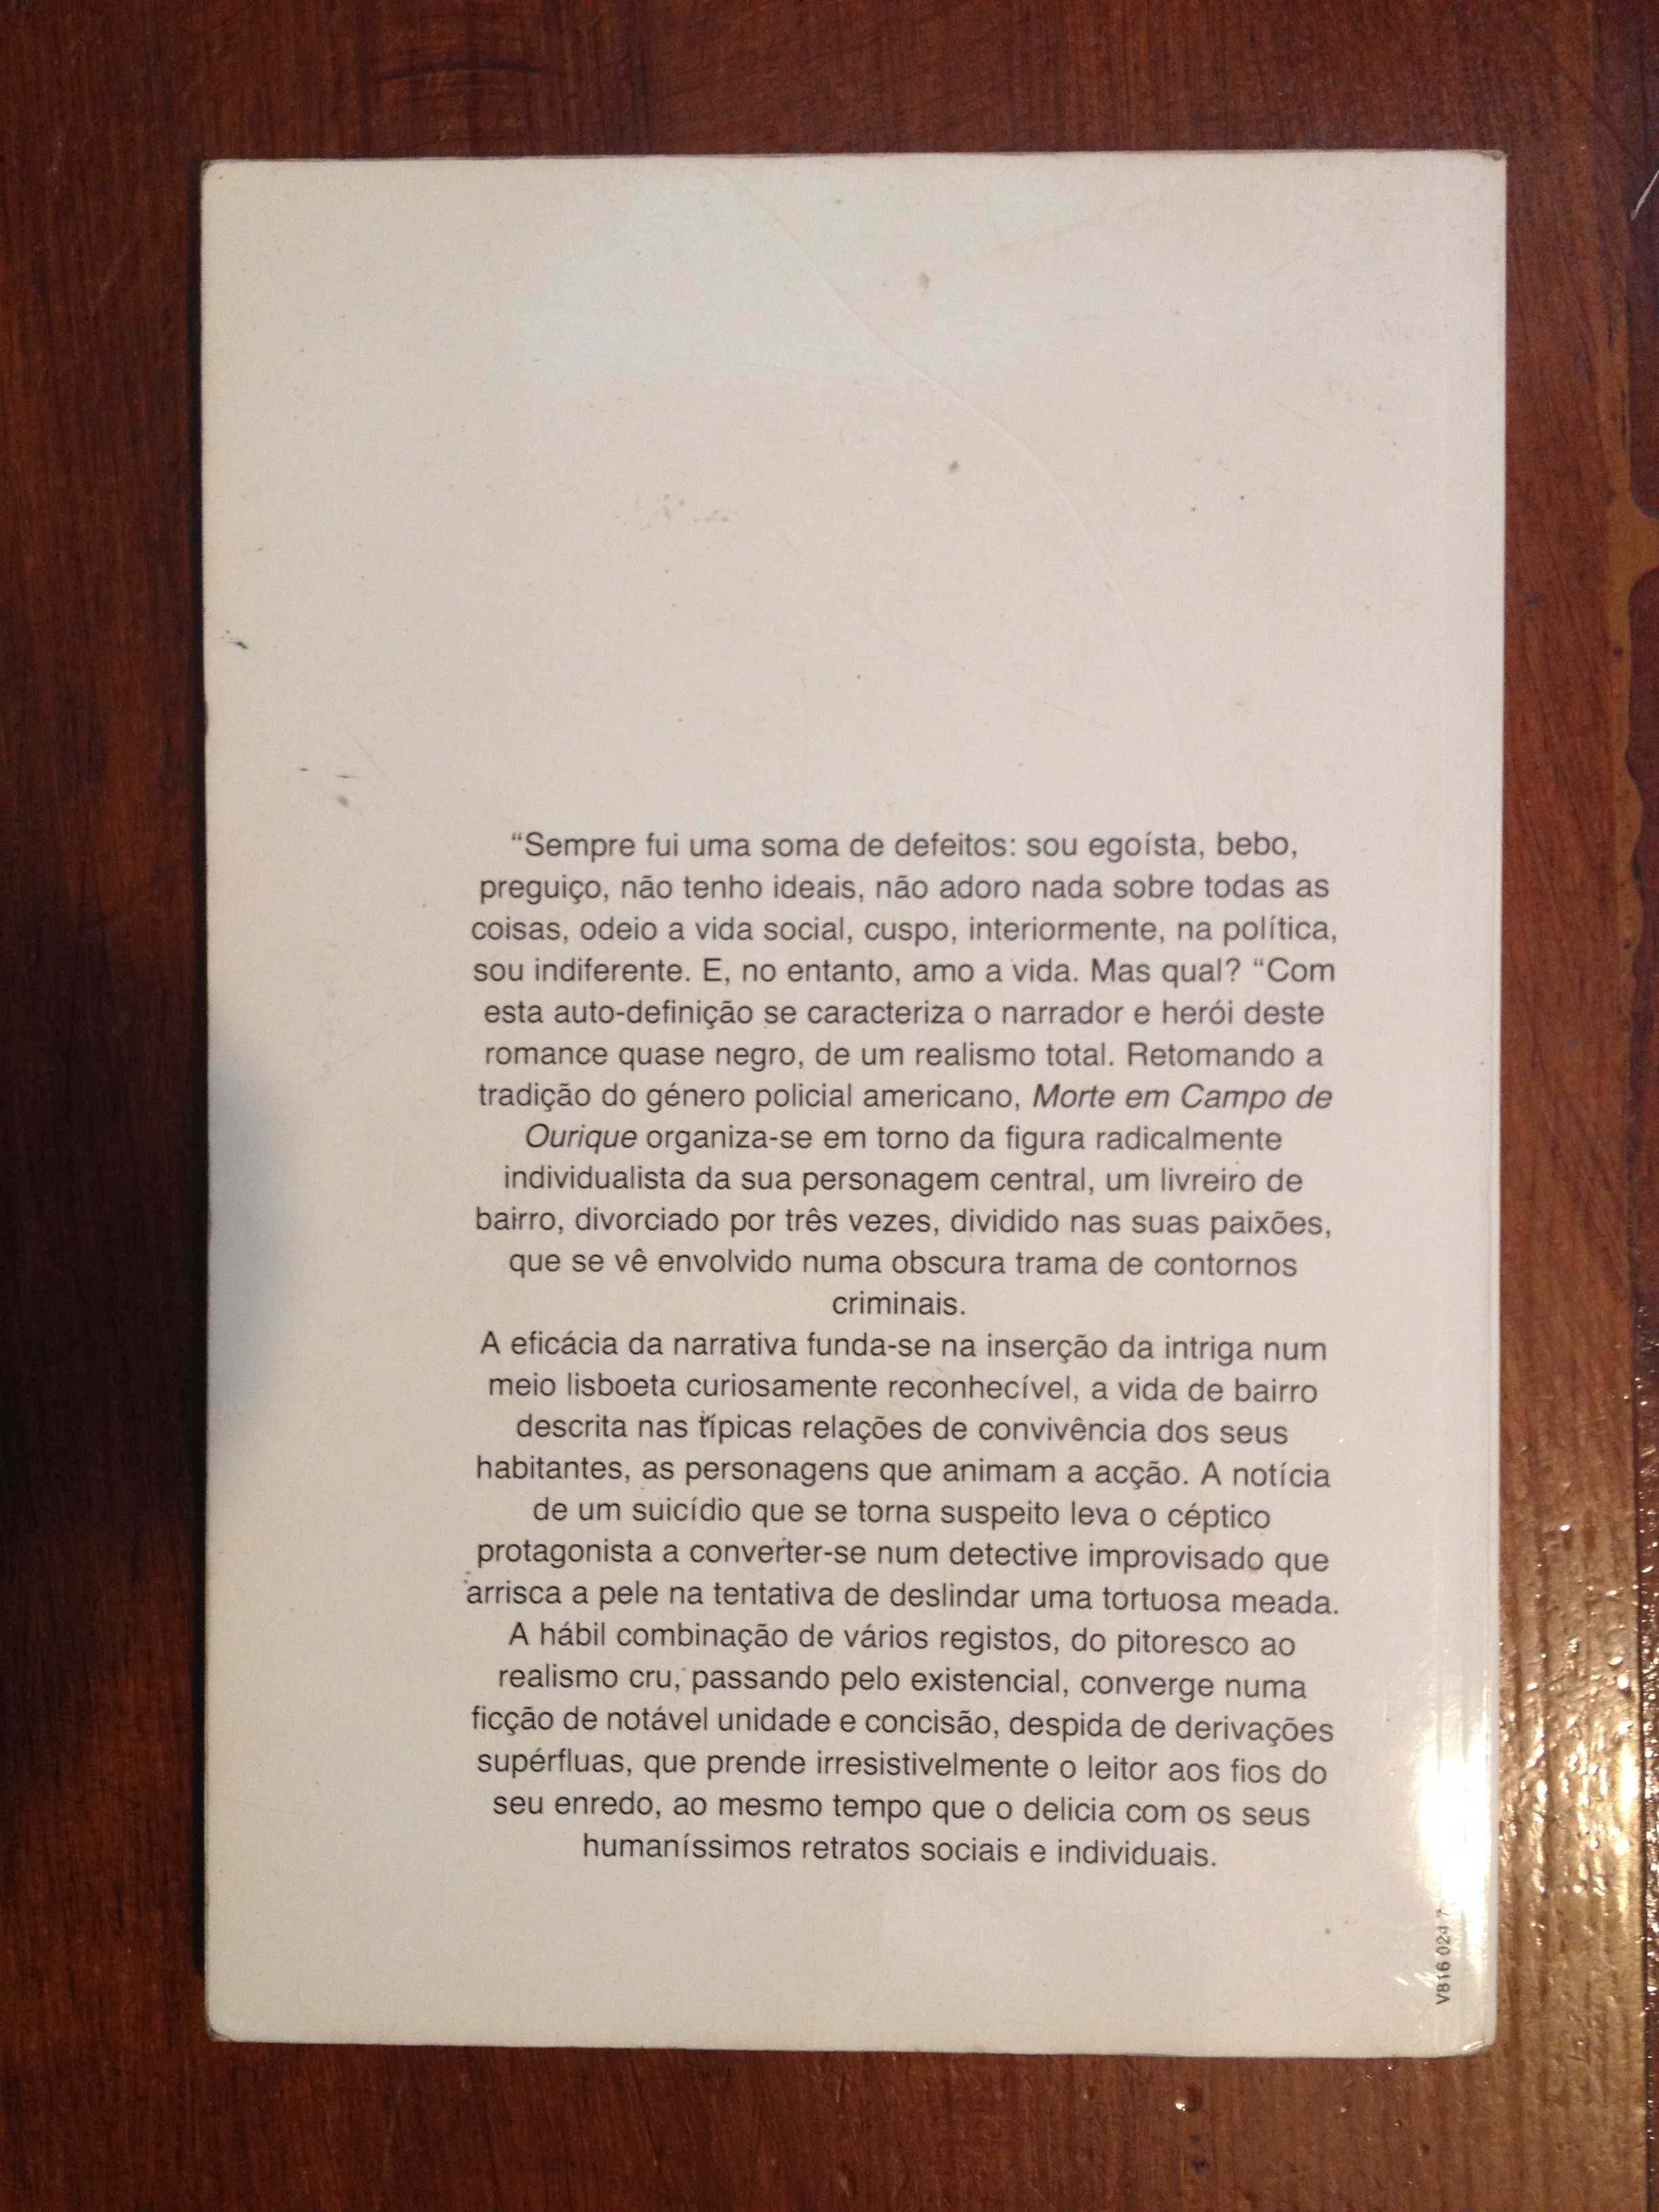 “Sempre fui uma soma de defeitos: sou egoísta, bebo,
preguiço, não tenho ideais, não adoro nada sobre todas as
coisas, odeio a vida social, cuspo, interiormente, na política,
sou indiferente. E, no entanto, amo a vida. Mas qual? “Com
esta auto-definição se caracteriza o narrador e herói deste
romance quase negro, de um realismo total. Retomando a
tradição do género policial americano, Morte em Campo de
Ourique organiza-se em torno da figura radicalmente
individualista da sua personagem central, um livreiro de
bairro, divorciado por três vezes, dividido nas suas paixões,
que se vê envolvido numa obscura trama de contornos
criminais.
A eficácia da narrativa funda-se na inserção da intriga num
meio lisboeta curiosamente reconhecível, a vida de bairro
descrita nas típicas relações de convivência dos seus
habitantes, as personagens que animam a acção. A notícia
de um suicídio que se torna suspeito leva o céptico
protagonista a converter-se num detective improvisado que
arrisca a pele na tentativa de deslindar uma tortuosa meada.
A hábil combinação de vários registos, do pitoresco ao
realismo cru, passando pelo existencial, converge numa
ficção de notável unidade e concisão, despida de derivações
supérfluas, que prende irresistivelmente o leitor aos fios do
seu enredo, ao mesmo tempo que o delicia com os seus
humaníssimos retratos sociais e individuais.
V816 024 7